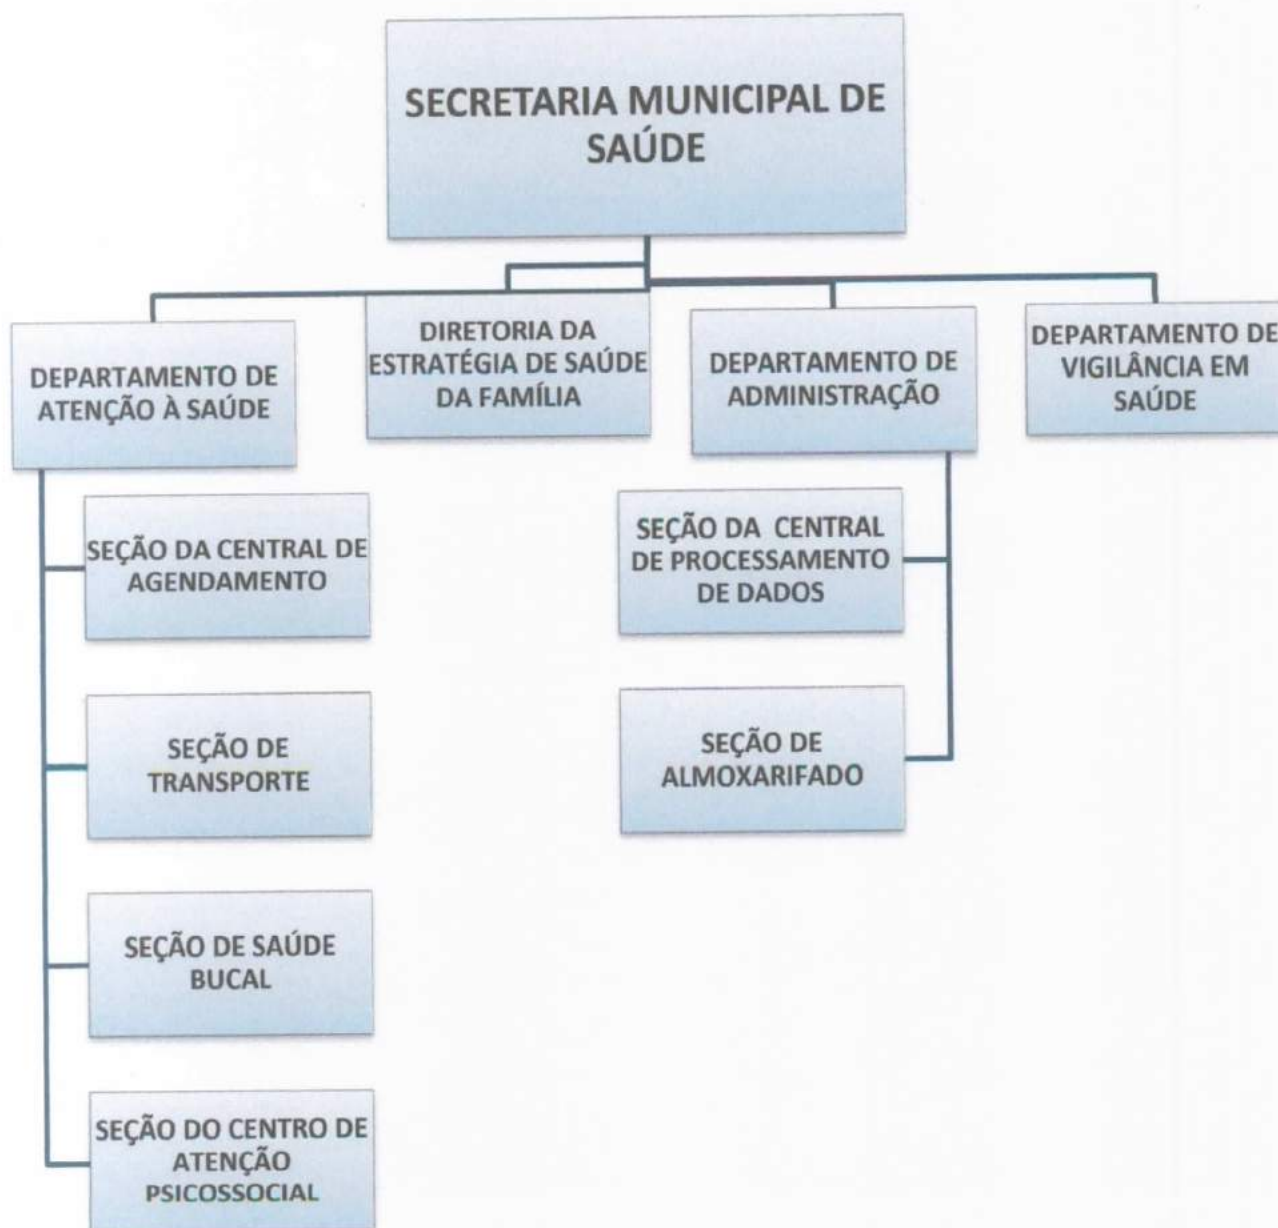 SECRETARIA MUNICIPAL DE
SAÚDE
DEPARTAMENTO DE
ATENÇÃO À SAÚDE
DIRETORIA DA
ESTRATÉGIA DE SAÚDE
DA FAMÍLIA
DEPARTAMENTO DE
ADMINISTRAÇÃO
DEPARTAMENTO DE
VIGILÂNCIA EM
SAÚDE
SEÇÃO DA CENTRAL DE
AGENDAMENTO
SEÇÃO DE
TRANSPORTE
SEÇÃO DE SAÚDE
BUCAL
SEÇÃO DO CENTRO DE
ATENÇÃO
PSICOSSOCIAL
SEÇÃO DA CENTRAL
DE PROCESSAMENTO
DE DADOS
SEÇÃO DE
ALMOXARIFADO